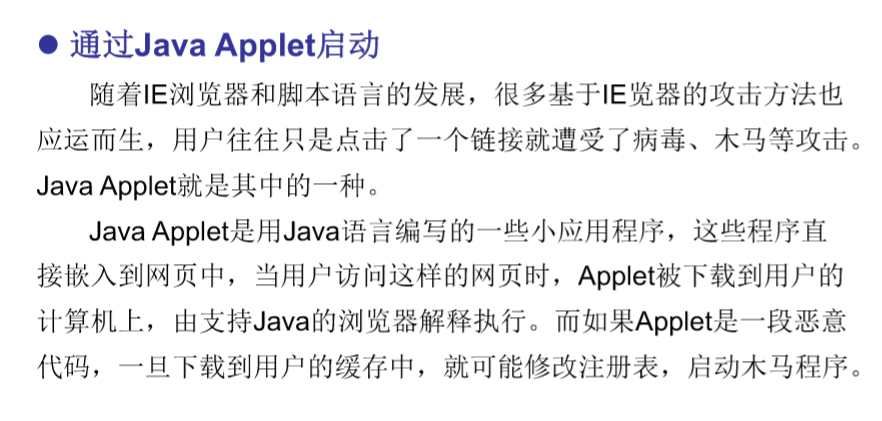 ● 通过Java Applet启动
随着IE浏览器和脚本语言的发展，很多基于IE览器的攻击方法也
应运而生，用户往往只是点击了一个链接就遭受了病毒、木马等攻击。
Java Applet就是其中的一种。
Java Applet是用Java语言编写的一些小应用程序，这些程序直
接嵌入到网页中，当用户访问这样的网页时，Applet被下载到用户的
计算机上，由支持Java的浏览器解释执行。而如果Applet是一段恶意
代码，一旦下载到用户的缓存中，就可能修改注册表，启动木马程序。